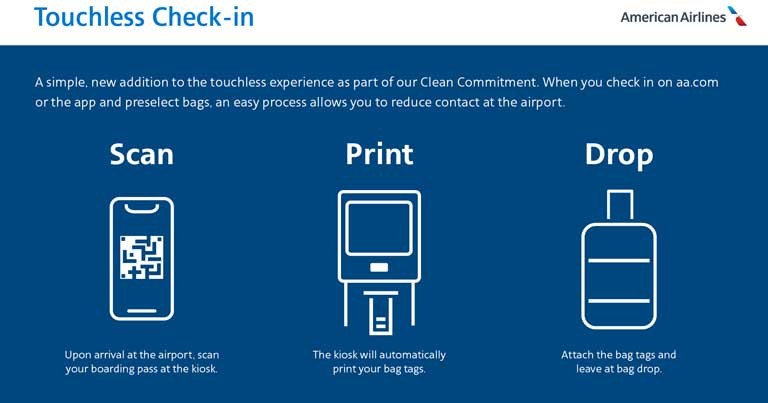 Touchless Check-in
American Airlines
A simple, new addition to the touchless experience as part of our Clean Commitment. When you check in on aa.com
or the app and preselect bags, an easy process allows you to reduce contact at the airport.
Scan
Print
Drop
Upon arrival at the airport, scan
your boarding pass at the kiosk.
The kiosk will automatically
print your bag tags.
Attach the bag tags and
leave at bag drop.